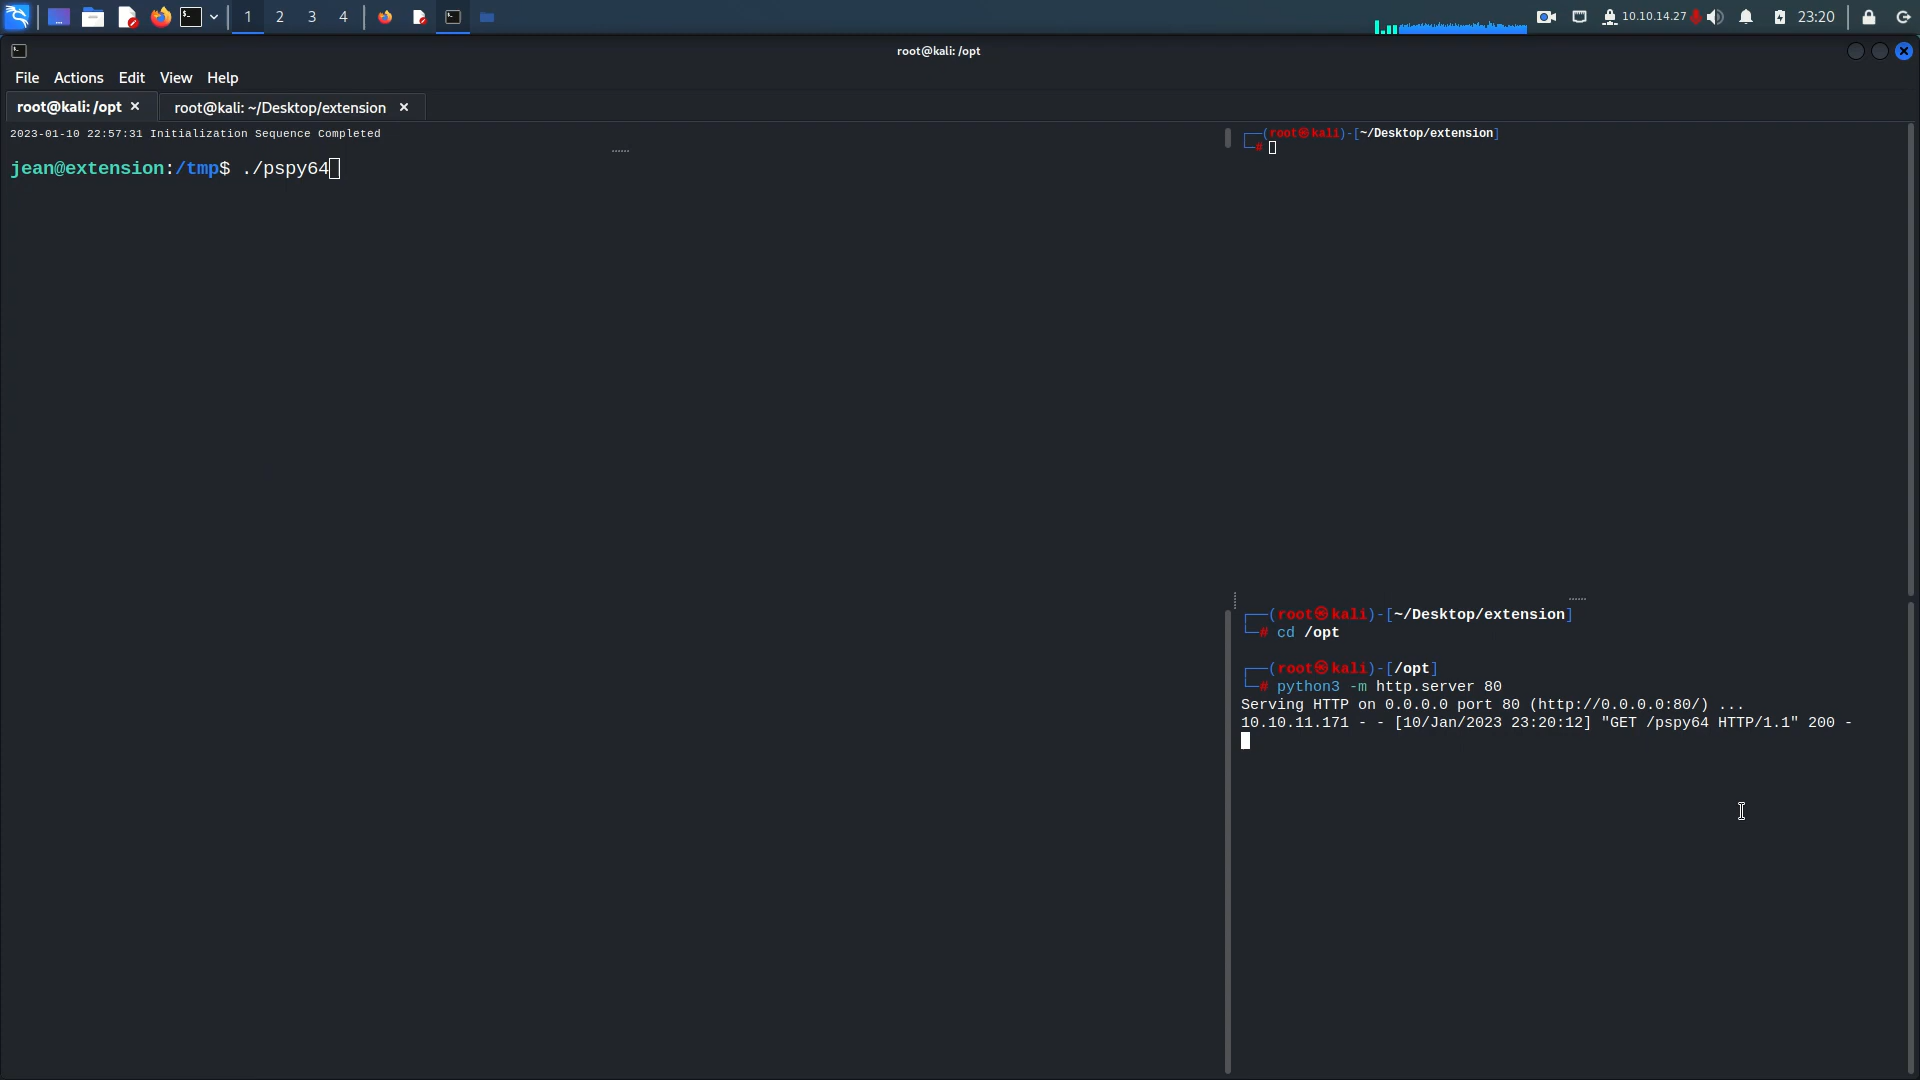 1 2 3 4 10.10.14.27 23:20
root@kali: /opt
File Actions Edit View Help
root@kali: /opt × root@kali: ~/Desktop/extension ×
2023-01-10 22:57:31 Initialization Sequence Completed
jean@extension:/tmp$ ./pspy64
┌──(root㉿kali)-[~/Desktop/extension]
└─#
┌──(root㉿kali)-[~/Desktop/extension]
└─# cd /opt
┌──(root㉿kali)-[/opt]
└─# python3 -m http.server 80
Serving HTTP on 0.0.0.0 port 80 (http://0.0.0.0:80/) ...
10.10.11.171 - - [10/Jan/2023 23:20:12] "GET /pspy64 HTTP/1.1" 200 -